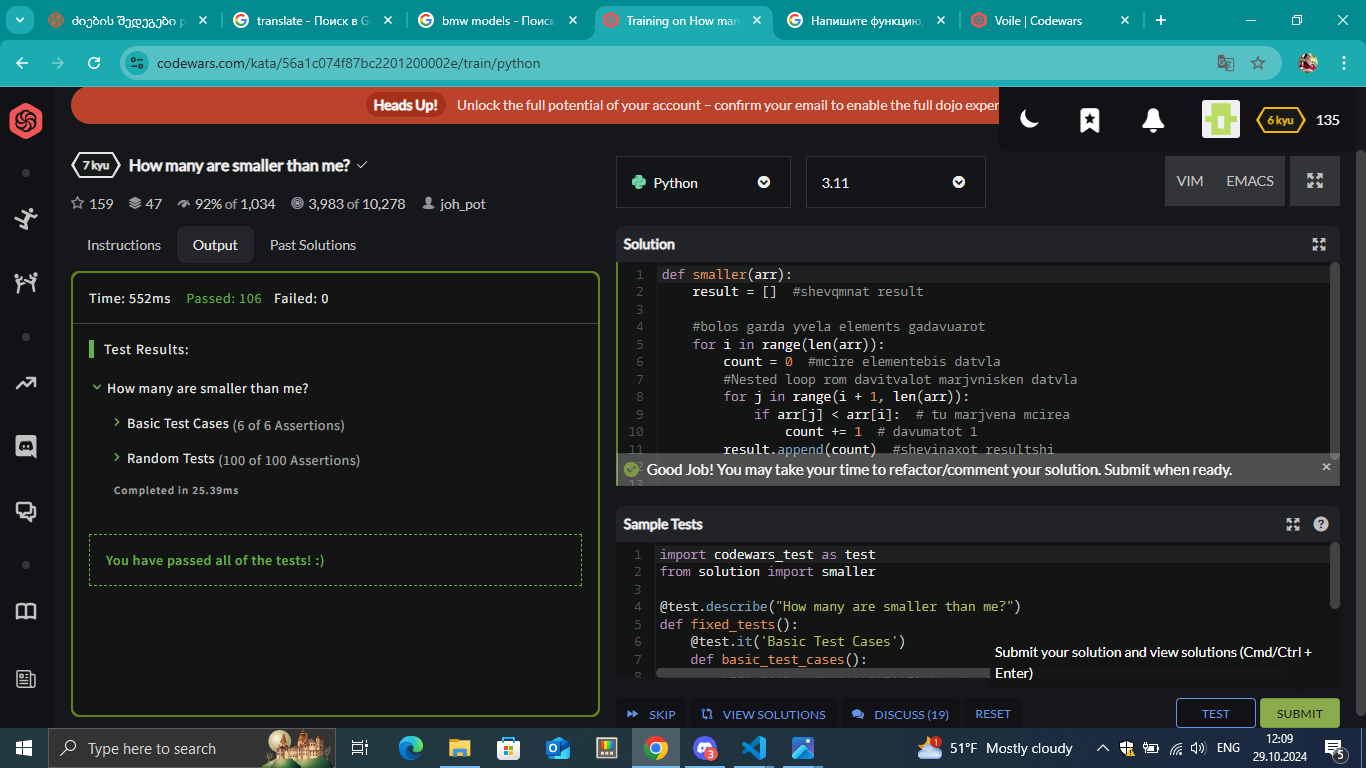 ძიების შედეგები p
translate - Поиск в G
bmw models - Поиск
Training on How man
Напишите функцию,
Voile | Codewars
codewars.com/kata/56a1c074f87bc2201200002e/train/python
Heads Up! Unlock the full potential of your account – confirm your email to enable the full dojo exper
6 kyu 135
7 kyu How many are smaller than me?
159 47 92% of 1,034 3,983 of 10,278 joh_pot
Instructions Output Past Solutions
Time: 552ms Passed: 106 Failed: 0
Test Results:
How many are smaller than me?
Basic Test Cases (6 of 6 Assertions)
Random Tests (100 of 100 Assertions)
Completed in 25.39ms
You have passed all of the tests! :)
Python 3.11 VIM EMACS
Solution
1 def smaller(arr):
2 result = [] #shevqmnat result
3
4 #bolos garda yvela elements gadavuarot
5 for i in range(len(arr)):
6 count = 0 #mcire elementebis datvla
7 #Nested loop rom davitvalot marjvnisken datvla
8 for j in range(i + 1, len(arr)):
9 if arr[j] < arr[i]: # tu marjvena mcirea
10 count += 1 # davumatot 1
11 result.append(count) #shevinaxot resultshi
Good Job! You may take your time to refactor/comment your solution. Submit when ready.
13
Sample Tests
1 import codewars_test as test
2 from solution import smaller
3
4 @test.describe("How many are smaller than me?")
5 def fixed_tests():
6 @test.it('Basic Test Cases')
7 def basic_test_cases():
8
Submit your solution and view solutions (Cmd/Ctrl +
Enter)
SKIP VIEW SOLUTIONS DISCUSS (19) RESET TEST SUBMIT
Type here to search
3
1
51°F Mostly cloudy
ENG
12:09
29.10.2024
5